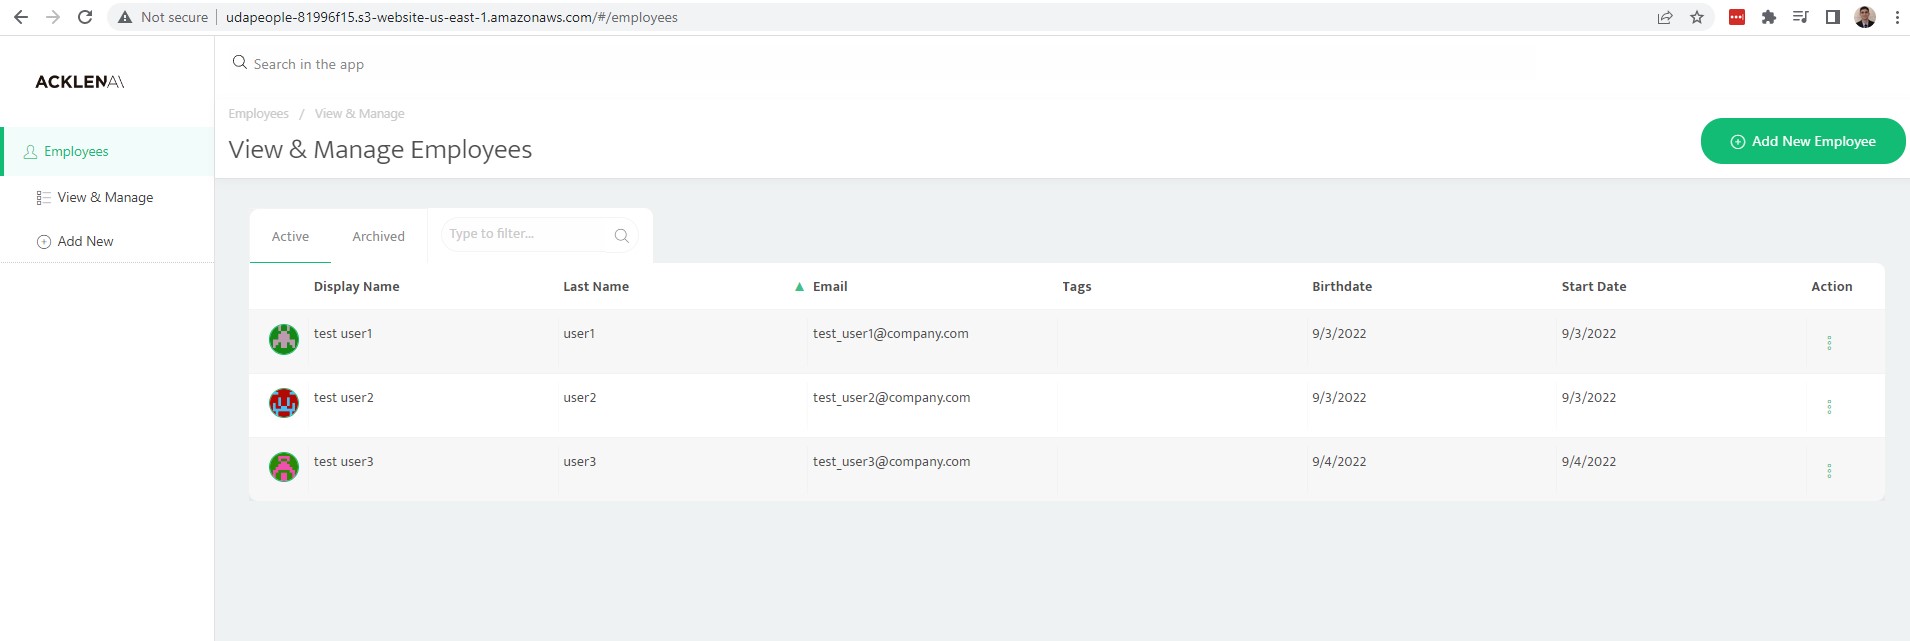 Not secure udapeople-81996f15.s3-website-us-east-1.amazonaws.com/#/employees
ACKLENAV
Search in the app
Employees / View & Manage
View & Manage Employees
Add New Employee
Employees
View & Manage
Add New
Active Archived Type to filter...
Display Name Last Name Email Tags Birthdate Start Date Action
test user1 user1 test_user1@company.com 9/3/2022 9/3/2022
test user2 user2 test_user2@company.com 9/3/2022 9/3/2022
test user3 user3 test_user3@company.com 9/4/2022 9/4/2022